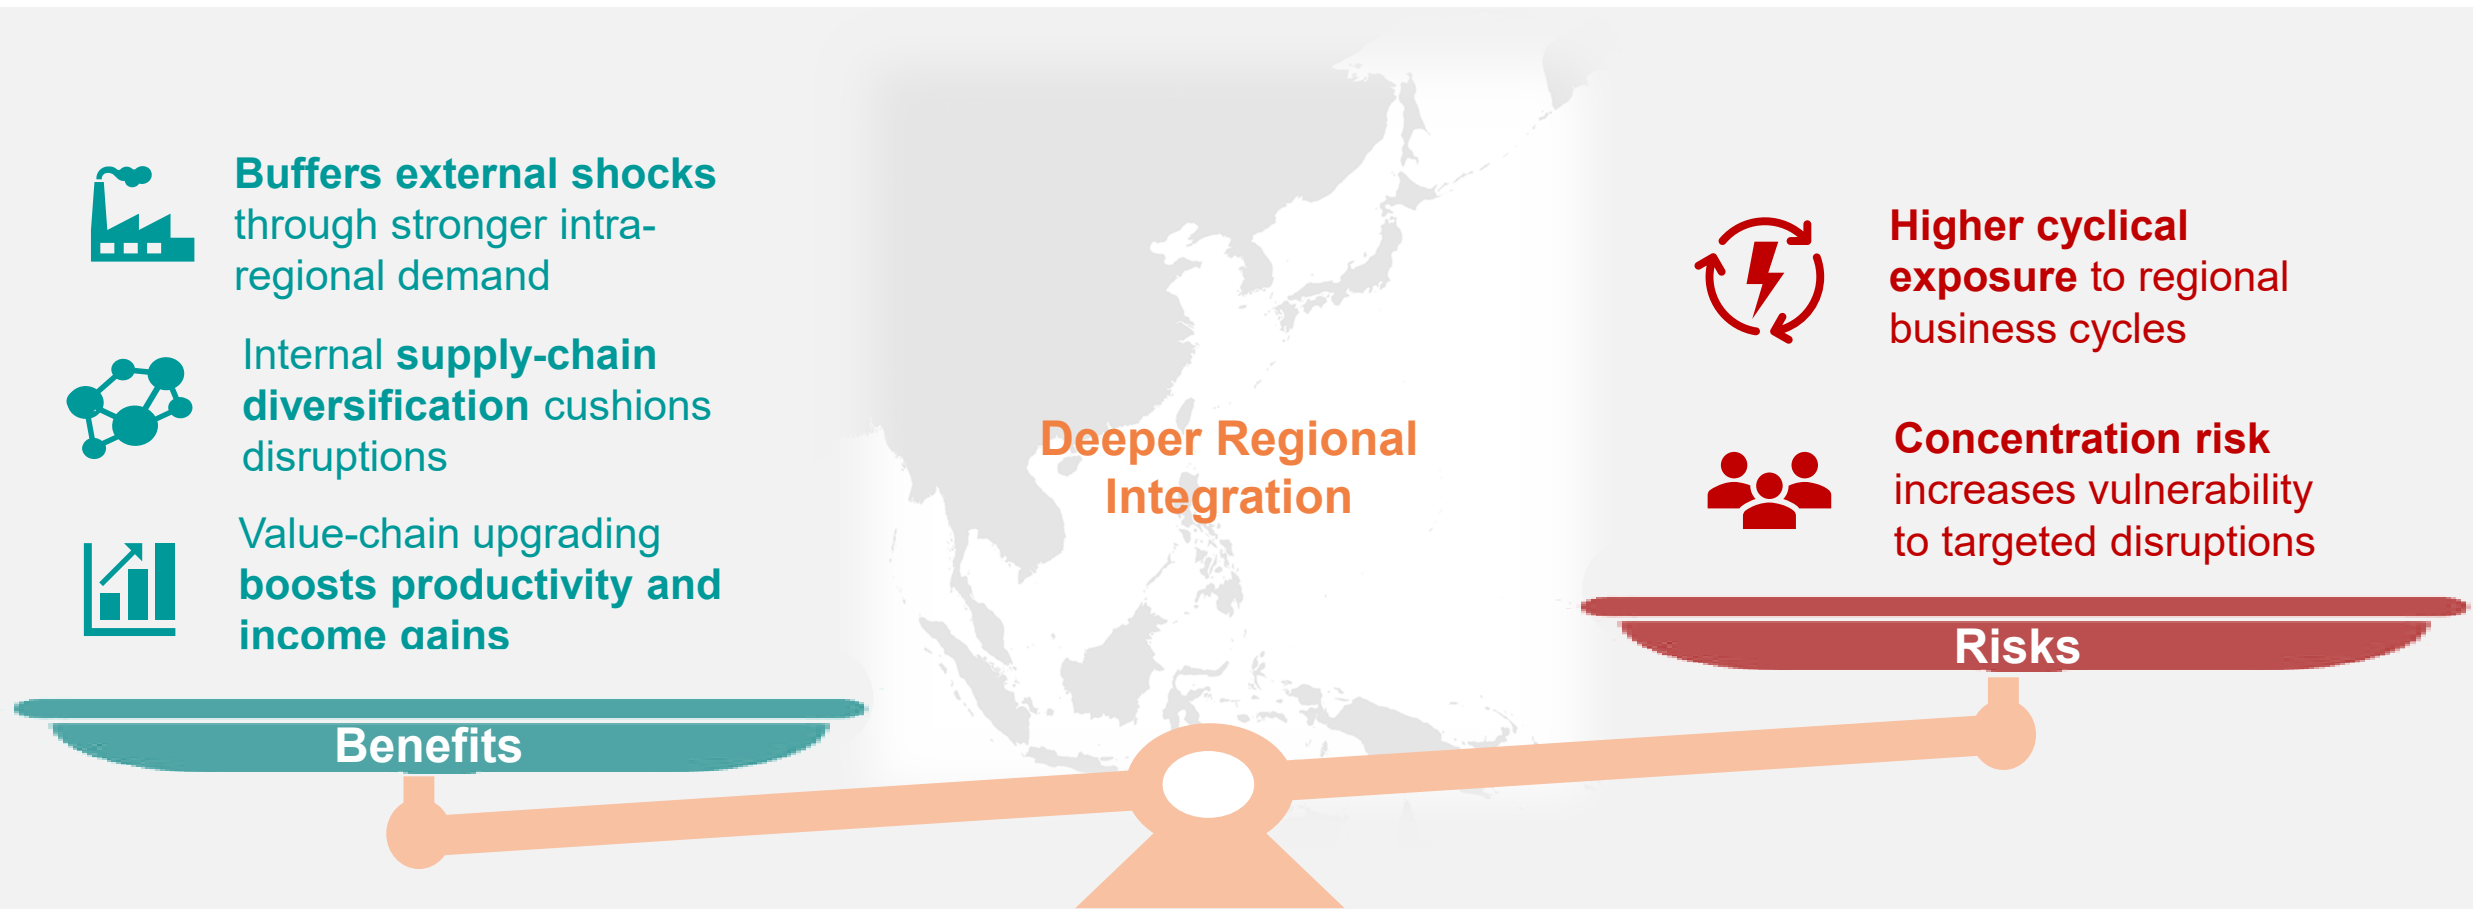 Buffers external shocks
through stronger intra-
regional demand
Internal supply-chain
diversification cushions
disruptions
Value-chain upgrading
boosts productivity and
income gains
Benefits
Deeper Regional
Integration
Higher cyclical
exposure to regional
business cycles
Concentration risk
increases vulnerability
to targeted disruptions
Risks